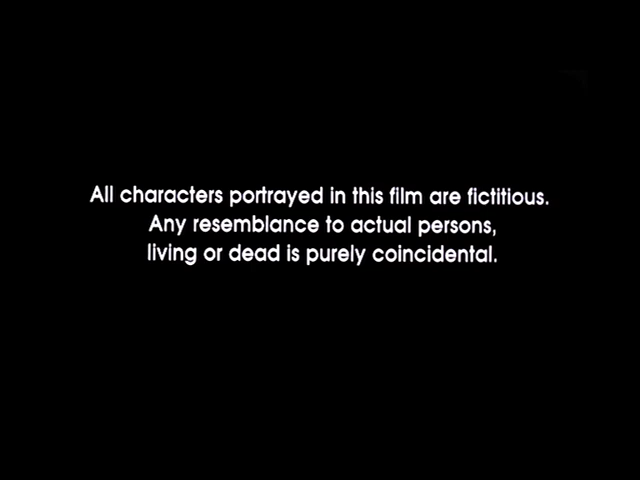 All characters portrayed in this film are fictitious.
Any resemblance to actual persons,
living or dead is purely coincidental.